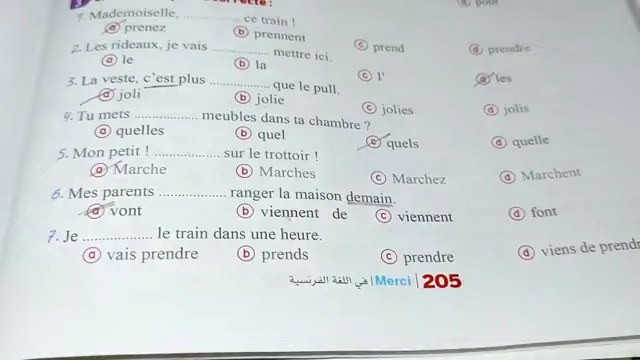 1. Mademoiselle, ............ ce train !
a prenez b prennent c prend d prendre
2. Les rideaux, je vais ............ mettre ici.
a le b la c l' d les
3. La veste, c'est plus ............ que le pull.
a joli b jolie c jolies d jolis
4. Tu mets ............ meubles dans ta chambre ?
a quelles b quel c quels d quelle
5. Mon petit ! ............ sur le trottoir !
a Marche b Marches c Marchez d Marchent
6. Mes parents ............ ranger la maison demain.
a vont b viennent de c viennent d font
7. Je ............ le train dans une heure.
a vais prendre b prends c prendre d viens de prendr
في اللغة الفرنسية | Merci | 205